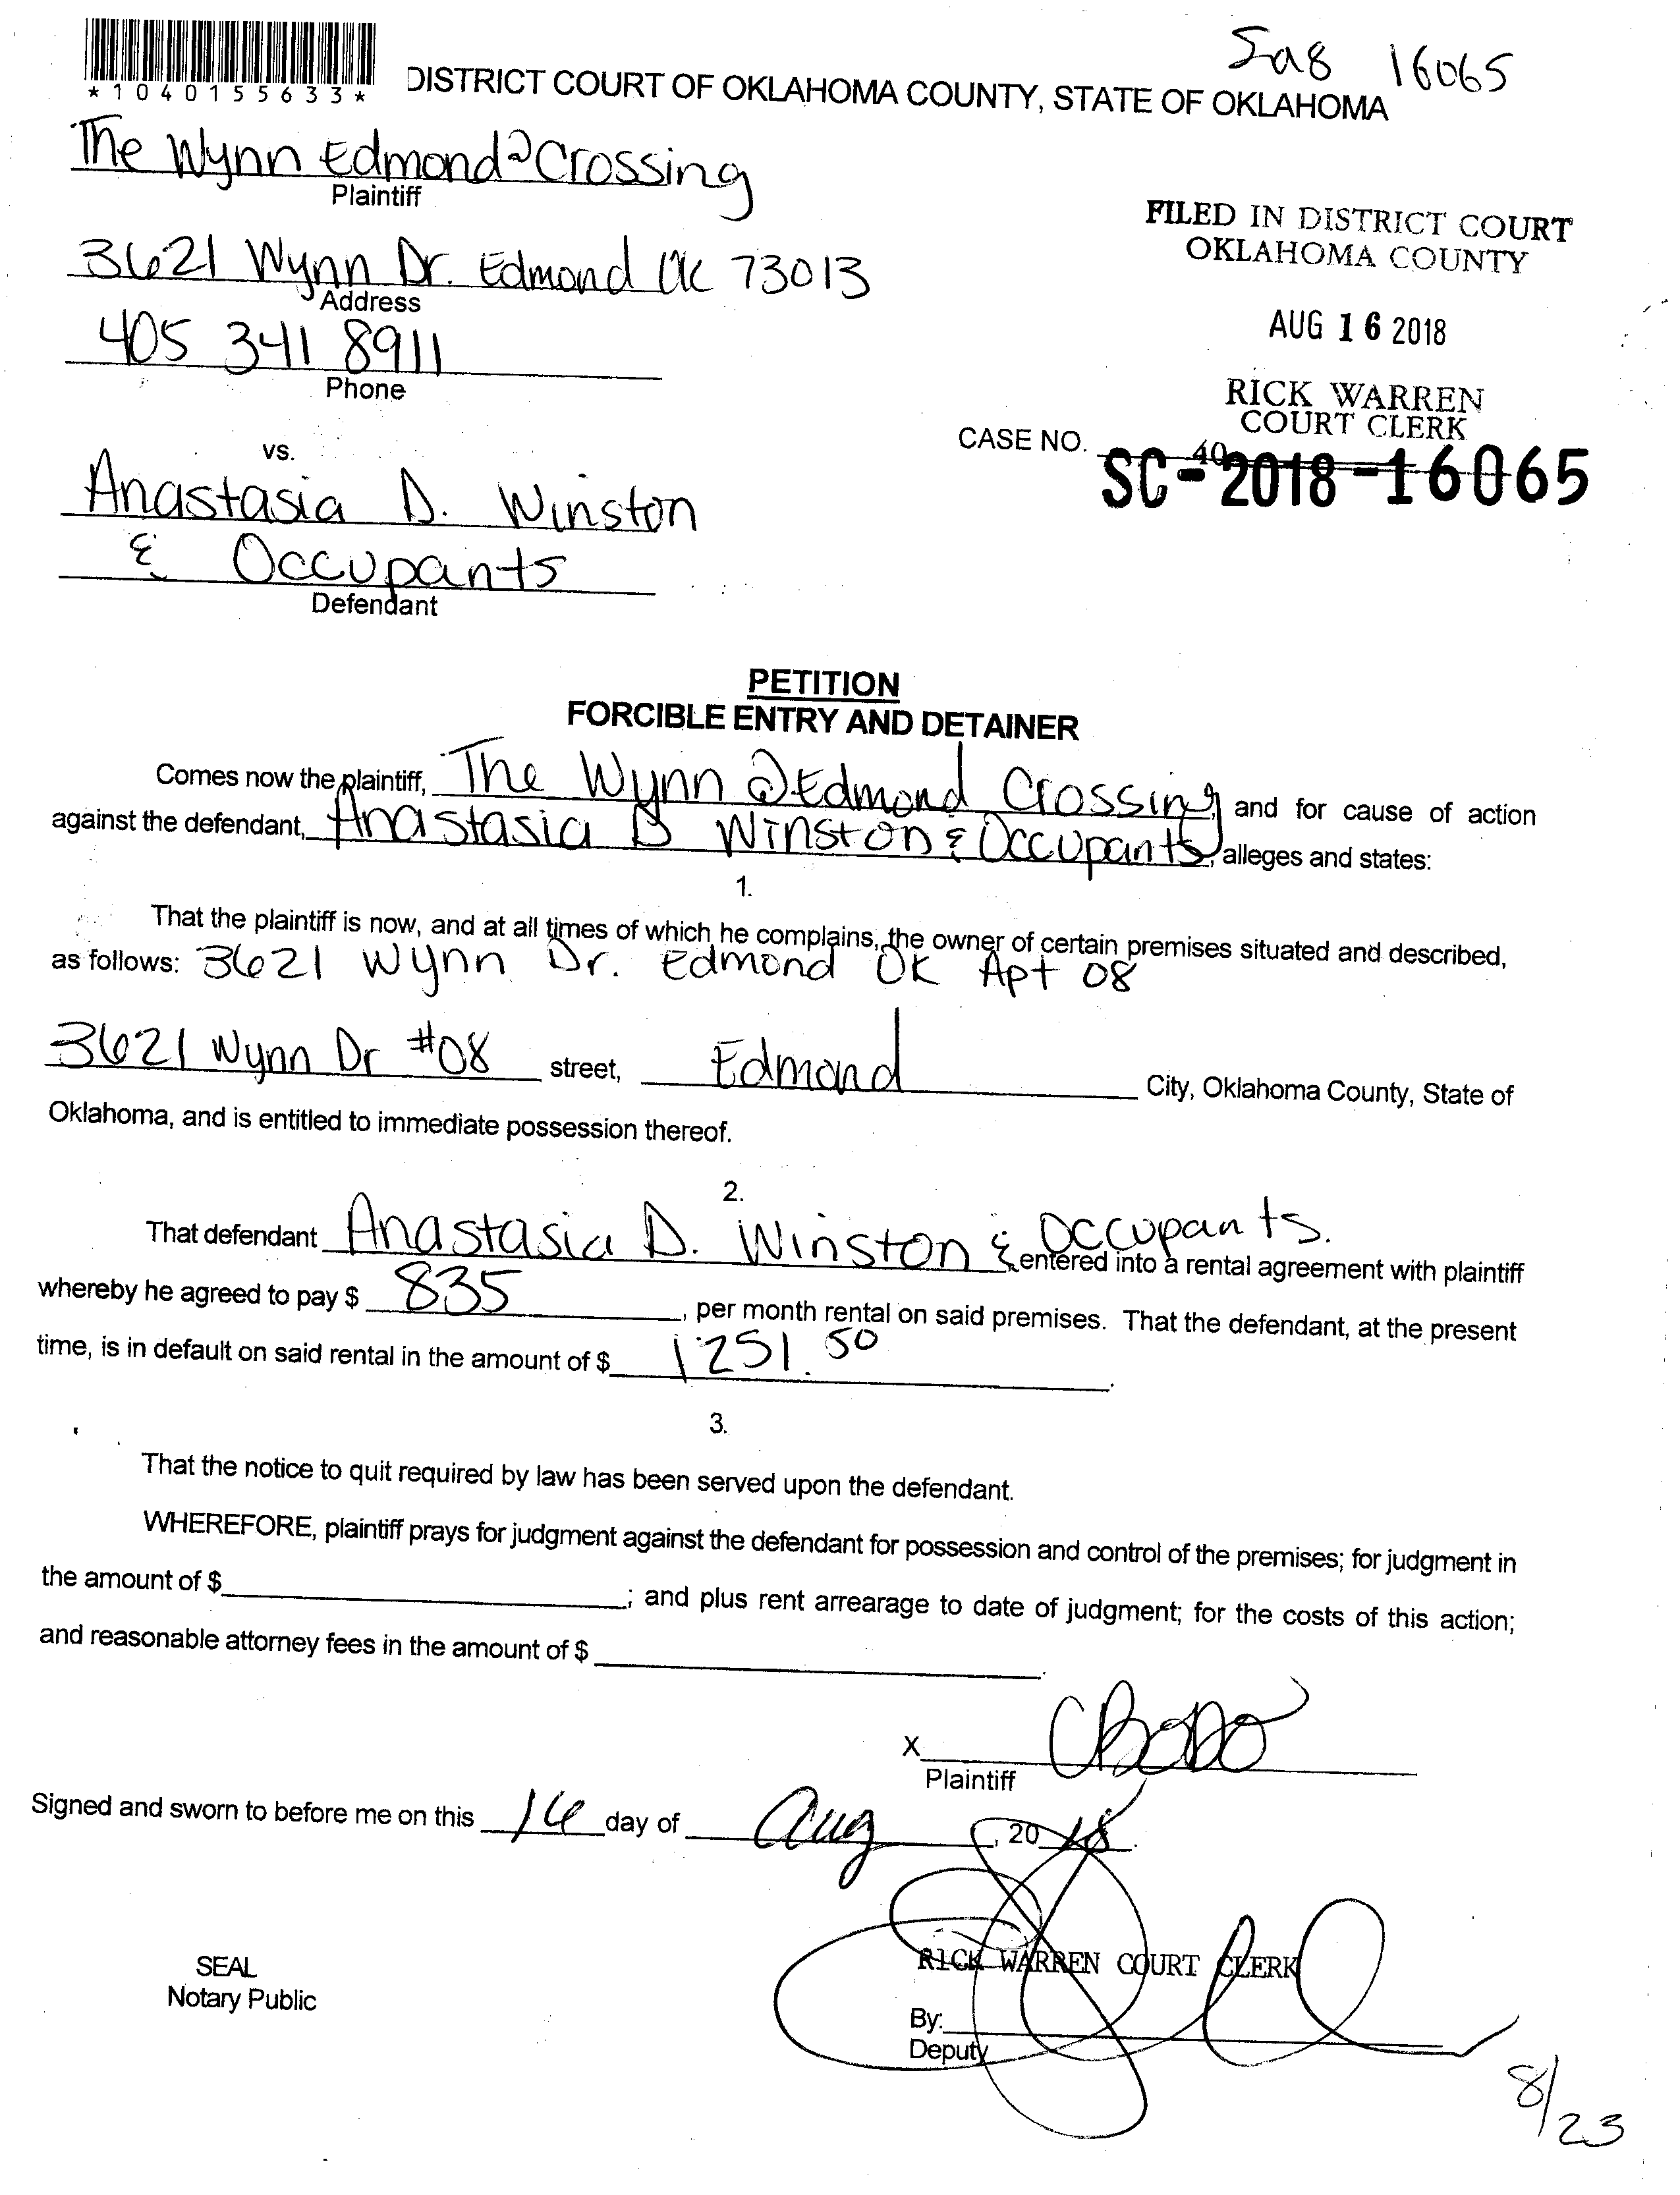 16065
*1040155633*
DISTRICT COURT OF OKLAHOMA COUNTY, STATE OF OKLAHOMA
The Wynn Edmond @ Crossing
Plaintiff
3621 Wynn Dr. Edmond OK 73013
Address
405 341 8911
Phone
FILED IN DISTRICT COURT
OKLAHOMA COUNTY
AUG 16 2018
RICK WARREN
COURT CLERK
40
CASE NO. SC-2018-16065
vs.
Anastasia D. Winston
& Occupants
Defendant
PETITION
FORCIBLE ENTRY AND DETAINER
Comes now the plaintiff, The Wynn @ Edmond Crossing, and for cause of action
against the defendant, Anastasia D Winston & Occupants, alleges and states:
1.
That the plaintiff is now, and at all times of which he complains, the owner of certain premises situated and described,
as follows: 3621 Wynn Dr. Edmond OK Apt 08
3621 Wynn Dr #08 street, Edmond City, Oklahoma County, State of
Oklahoma, and is entitled to immediate possession thereof.
2.
That defendant Anastasia D. Winston & Occupants. entered into a rental agreement with plaintiff
whereby he agreed to pay $ 835, per month rental on said premises. That the defendant, at the present
time, is in default on said rental in the amount of $ 1251.50.
3.
That the notice to quit required by law has been served upon the defendant.
WHEREFORE, plaintiff prays for judgment against the defendant for possession and control of the premises; for judgment in
the amount of $ ; and plus rent arrearage to date of judgment; for the costs of this action;
and reasonable attorney fees in the amount of $ .
X CBobo
Plaintiff
Signed and sworn to before me on this 16 day of Aug, 2018.
SEAL
Notary Public
RICK WARREN COURT CLERK
By:
Deputy
8/23